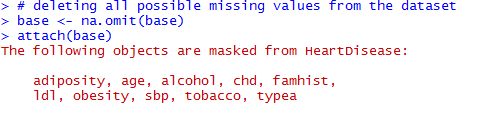 > # deleting all possible missing values from the dataset
> base <- na.omit(base)
> attach(base)
The following objects are masked from HeartDisease:
adiposity, age, alcohol, chd, famhist,
ldl, obesity, sbp, tobacco, typea